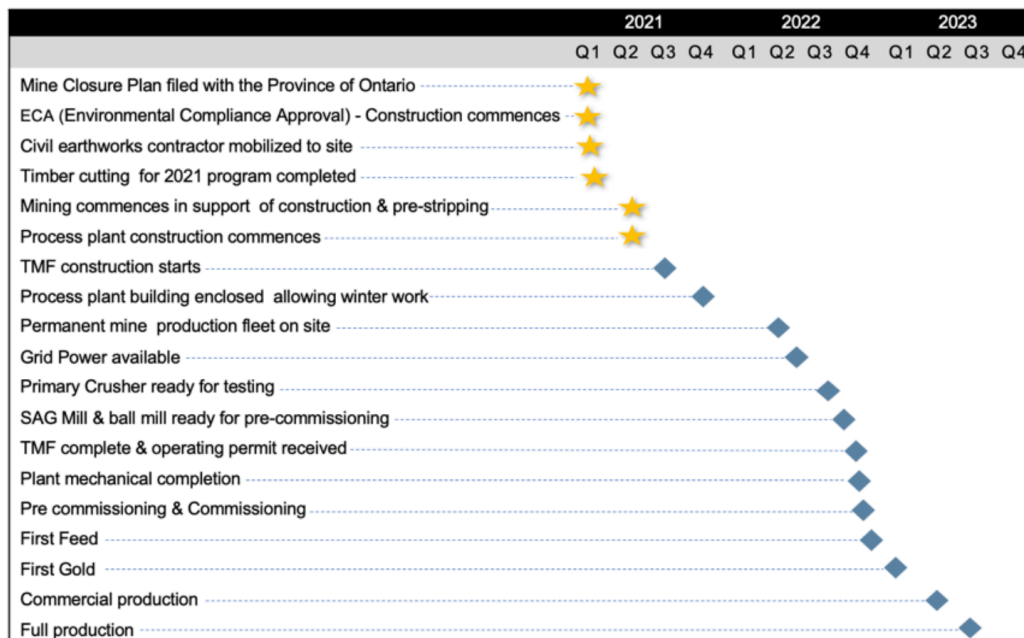 2021 2022 2023
Q1 Q2 Q3 Q4 Q1 Q2 Q3 Q4 Q1 Q2 Q3 Q4
Mine Closure Plan filed with the Province of Ontario
ECA (Environmental Compliance Approval) - Construction commences
Civil earthworks contractor mobilized to site
Timber cutting for 2021 program completed
Mining commences in support of construction & pre-stripping
Process plant construction commences
TMF construction starts
Process plant building enclosed allowing winter work
Permanent mine production fleet on site
Grid Power available
Primary Crusher ready for testing
SAG Mill & ball mill ready for pre-commissioning
TMF complete & operating permit received
Plant mechanical completion
Pre commissioning & Commissioning
First Feed
First Gold
Commercial production
Full production